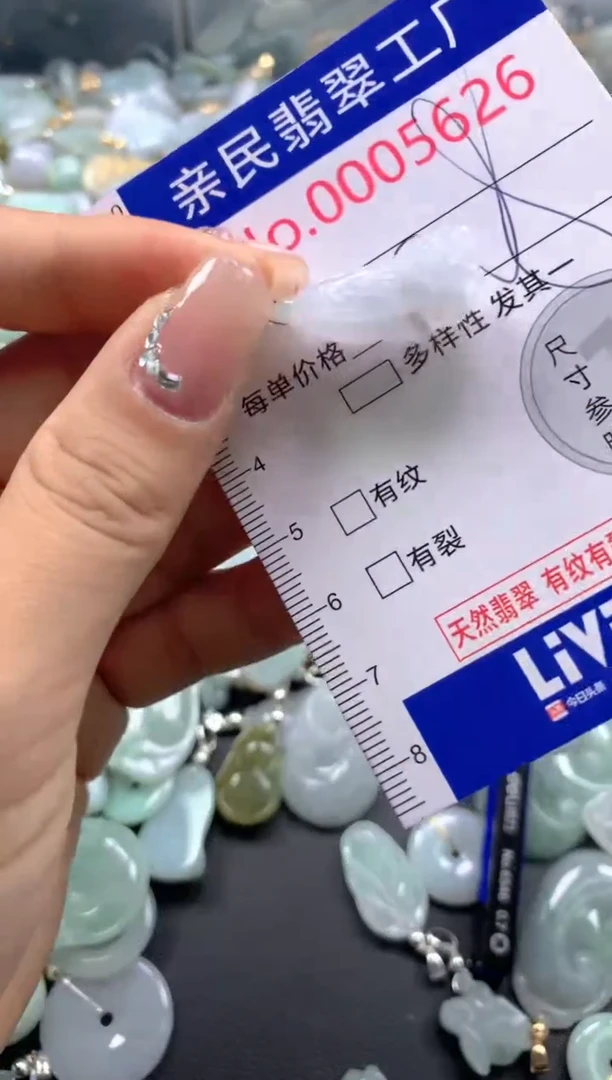 亲民翡翠工厂
No.0005626
每单价格
多样性 发其一
尺
寸
参
4
有纹
5
有裂
6
天然翡翠 有纹有
7
LiV
今日头条
8